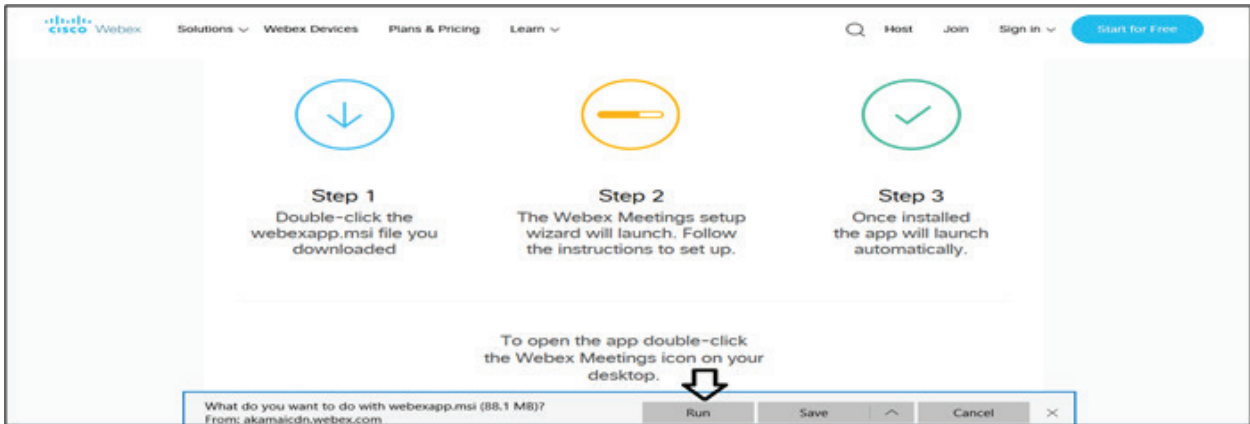 cisco Webex Solutions Webex Devices Plans & Pricing Learn Host Join Sign in Start for Free
Step 1
Double-click the
webexapp.msi file you
downloaded
Step 2
The Webex Meetings setup
wizard will launch. Follow
the instructions to set up.
Step 3
Once installed
the app will launch
automatically.
To open the app double-click
the Webex Meetings icon on your
desktop.
What do you want to do with webexapp.msi (88.1 MB)?
From: akamaicdn.webex.com
Run Save Cancel